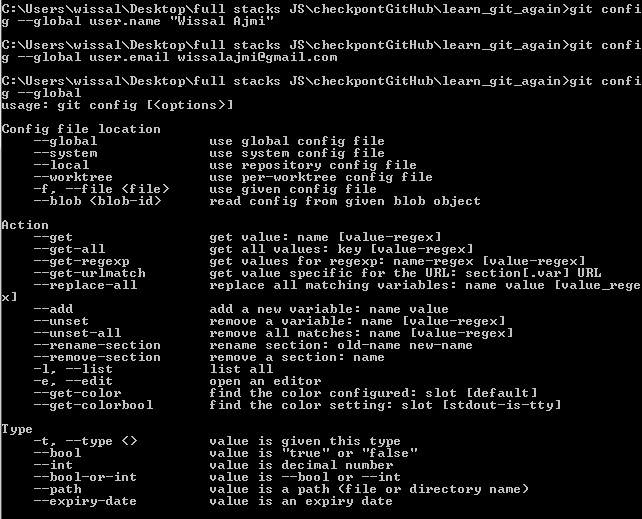 C:\Users\wissal\Desktop\full stacks JS\checkpontGitHub\learn_git_again>git confi
g --global user.name "Wissal Ajmi"
C:\Users\wissal\Desktop\full stacks JS\checkpontGitHub\learn_git_again>git confi
g --global user.email wissalajmi@gmail.com
C:\Users\wissal\Desktop\full stacks JS\checkpontGitHub\learn_git_again>git confi
g --global
usage: git config [<options>]
Config file location
--global use global config file
--system use system config file
--local use repository config file
--worktree use per-worktree config file
-f, --file <file> use given config file
--blob <blob-id> read config from given blob object
Action
--get get value: name [value-regex]
--get-all get all values: key [value-regex]
--get-regexp get values for regexp: name-regex [value-regex]
--get-urlmatch get value specific for the URL: section[.var] URL
--replace-all replace all matching variables: name value [value_rege
x]
--add add a new variable: name value
--unset remove a variable: name [value-regex]
--unset-all remove all matches: name [value-regex]
--rename-section rename section: old-name new-name
--remove-section remove a section: name
-l, --list list all
-e, --edit open an editor
--get-color find the color configured: slot [default]
--get-colorbool find the color setting: slot [stdout-is-tty]
Type
-t, --type <> value is given this type
--bool value is "true" or "false"
--int value is decimal number
--bool-or-int value is --bool or --int
--path value is a path (file or directory name)
--expiry-date value is an expiry date